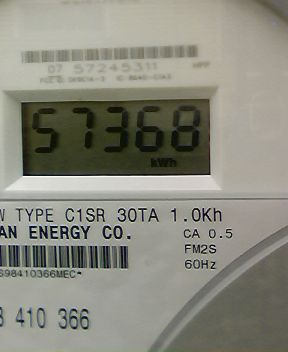 07 57245311
57368
kWh
W TYPE C1SR 30TA 1.0Kh
AN ENERGY CO.
CA 0.5
FM2S
60Hz
S98410366MEC*
8 410 366